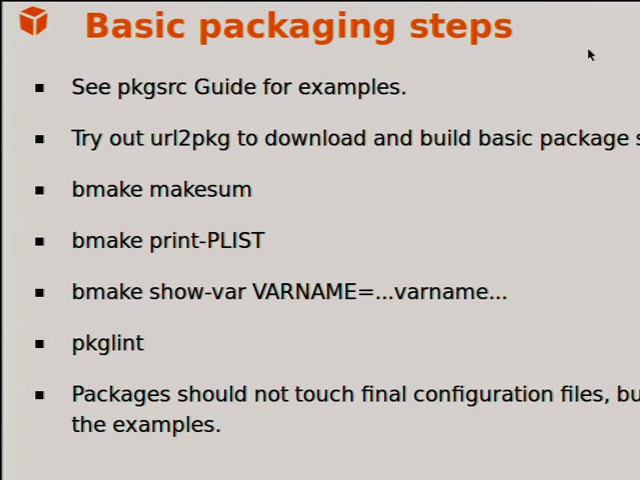 Basic packaging steps
See pkgsrc Guide for examples.
Try out url2pkg to download and build basic package
bmake makesum
bmake print-PLIST
bmake show-var VARNAME=...varname...
pkglint
Packages should not touch final configuration files,
the examples.